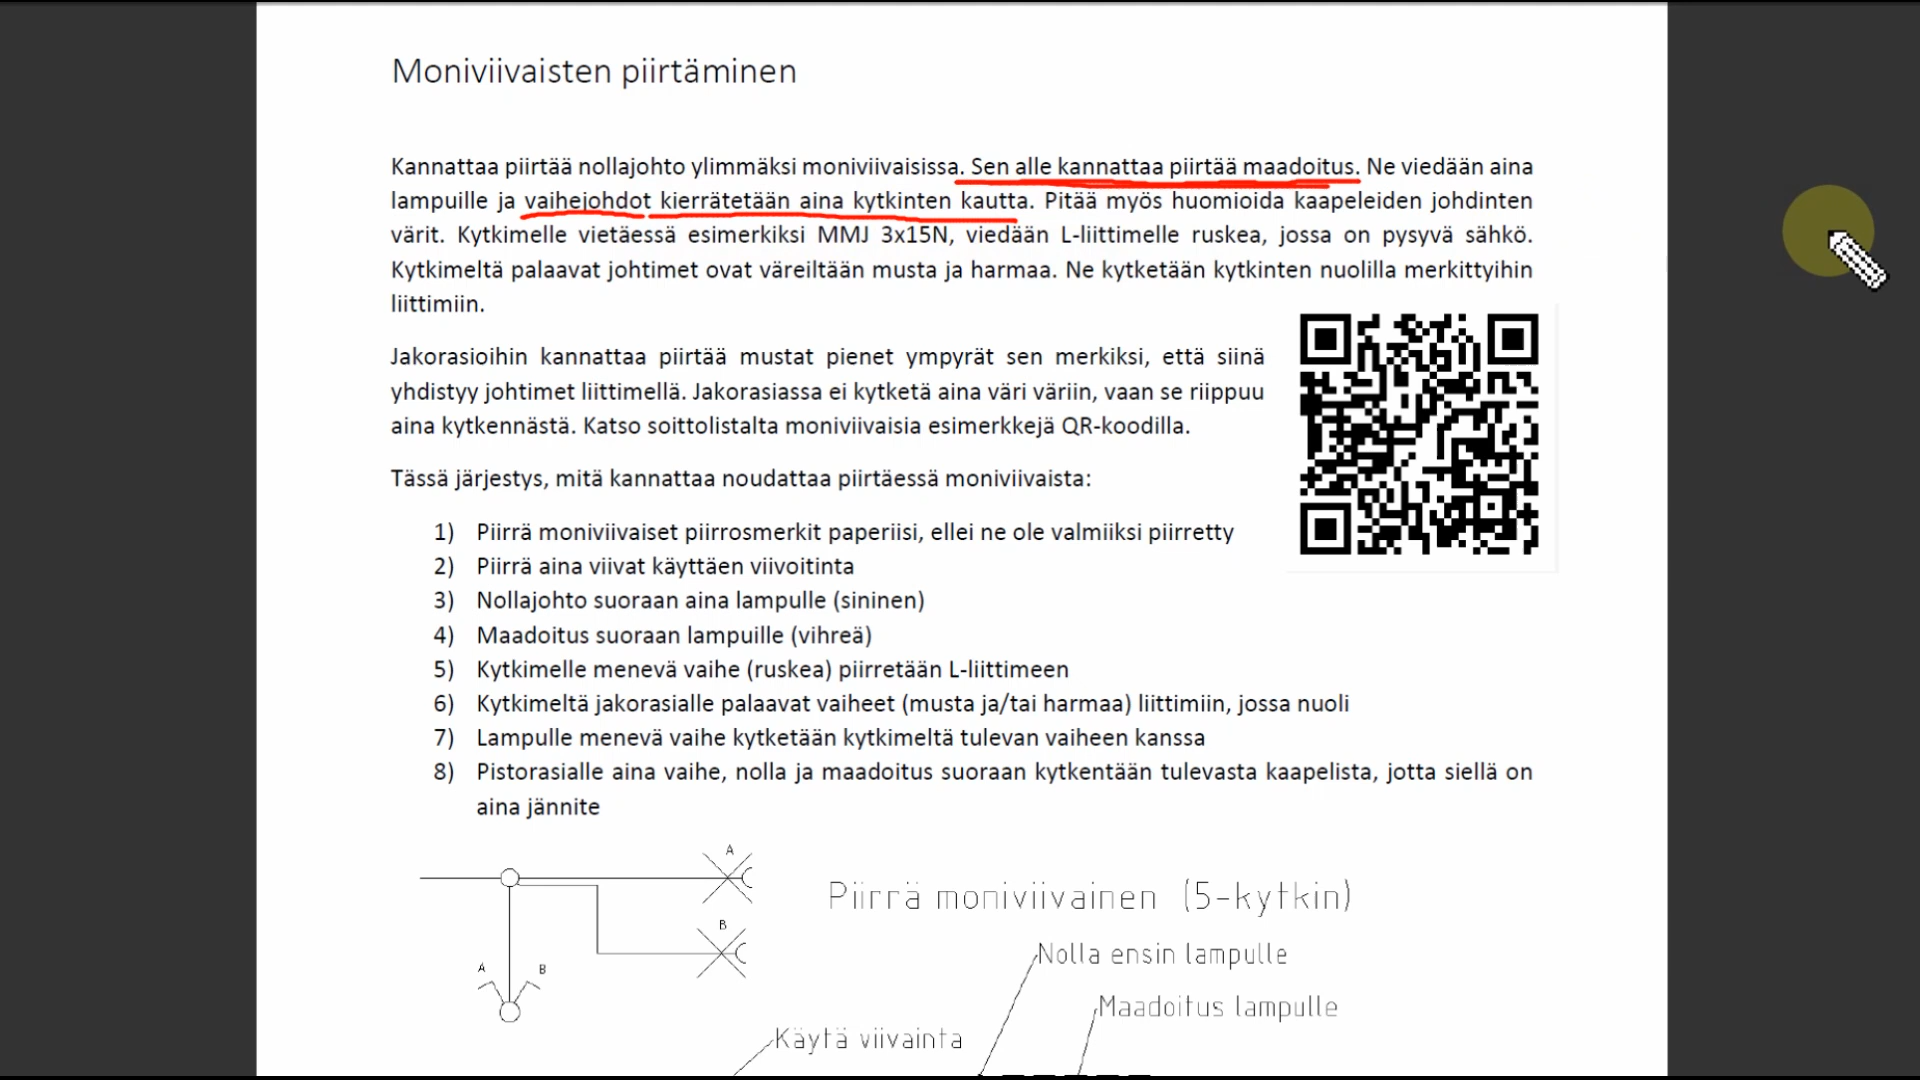 Moniviivaisten piirtäminen
Kannattaa piirtää nollajohto ylimmäksi moniviivaisissa. Sen alle kannattaa piirtää maadoitus. Ne viedään aina
lampuille ja vaihejohdot kierrätetään aina kytkinten kautta. Pitää myös huomioida kaapeleiden johdinten
värit. Kytkimelle vietäessä esimerkiksi MMJ 3x15N, viedään L-liittimelle ruskea, jossa on pysyvä sähkö.
Kytkimeltä palaavat johtimet ovat väreiltään musta ja harmaa. Ne kytketään kytkinten nuolilla merkittyihin
liittimiin.
Jakorasioihin kannattaa piirtää mustat pienet ympyrät sen merkiksi, että siinä
yhdistyy johtimet liittimellä. Jakorasiassa ei kytketä aina väri väriin, vaan se riippuu
aina kytkennästä. Katso soittolistalta moniviivaisia esimerkkejä QR-koodilla.
Tässä järjestys, mitä kannattaa noudattaa piirtäessä moniviivaista:
1) Piirrä moniviivaiset piirrosmerkit paperiisi, ellei ne ole valmiiksi piirretty
2) Piirrä aina viivat käyttäen viivoitinta
3) Nollajohto suoraan aina lampulle (sininen)
4) Maadoitus suoraan lampuille (vihreä)
5) Kytkimelle menevä vaihe (ruskea) piirretään L-liittimeen
6) Kytkimeltä jakorasialle palaavat vaiheet (musta ja/tai harmaa) liittimiin, jossa nuoli
7) Lampulle menevä vaihe kytketään kytkimeltä tulevan vaiheen kanssa
8) Pistorasialle aina vaihe, nolla ja maadoitus suoraan kytkentään tulevasta kaapelista, jotta siellä on
aina jännite
A
Piirrä moniviivainen (5-kytkin)
B
Nolla ensin lampulle
A B
Maadoitus lampulle
Käytä viivainta